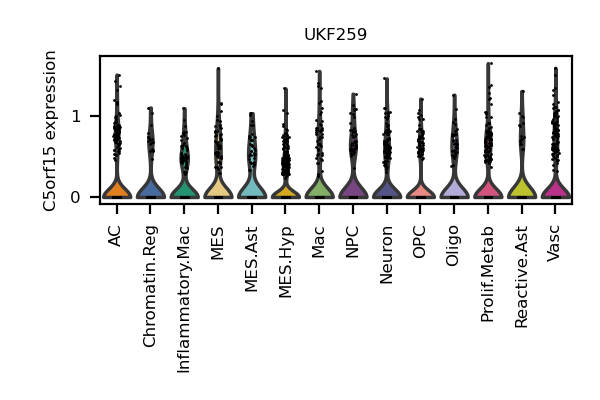 UKF259
C5orf15 expression
1
0
AC
Chromatin.Reg
Inflammatory.Mac
MES
MES.Ast
MES.Hyp
Mac
NPC
Neuron
OPC
Oligo
Prolif.Metab
Reactive.Ast
Vasc